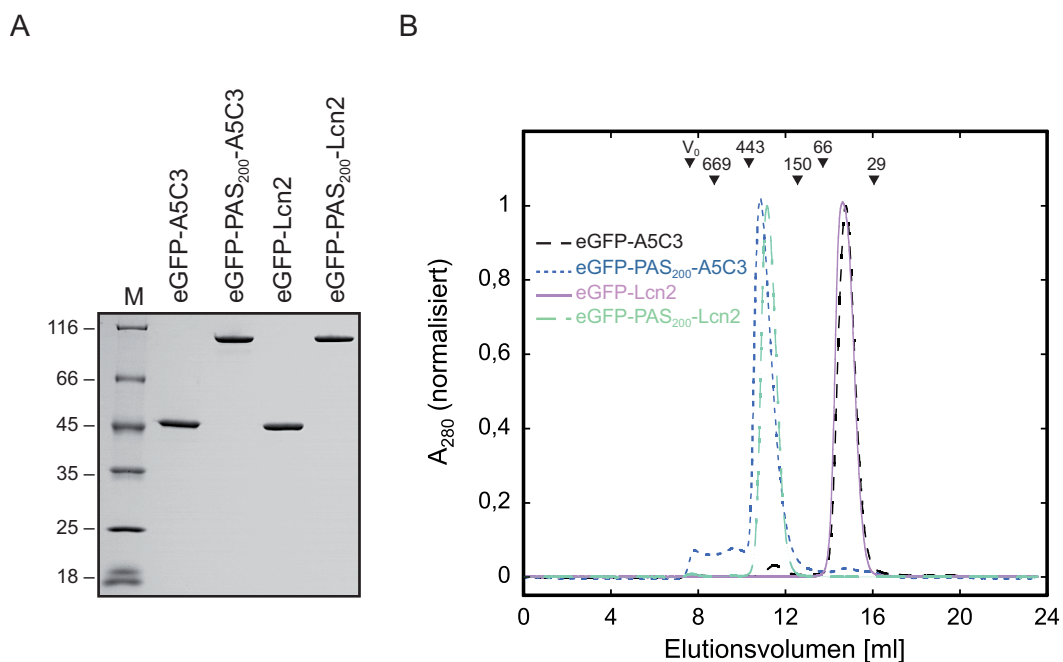 A
M
eGFP-A5C3
eGFP-PAS₂₀₀-A5C3
eGFP-Lcn2
eGFP-PAS₂₀₀-Lcn2
116 –
66 –
45 –
35 –
25 –
18 –
B
V₀ 443 66
669 150 29
A₂₈₀ (normalisiert)
1
0,8
0,6
0,4
0,2
0
eGFP-A5C3
eGFP-PAS₂₀₀-A5C3
eGFP-Lcn2
eGFP-PAS₂₀₀-Lcn2
0 4 8 12 16 20 24
Elutionsvolumen [ml]